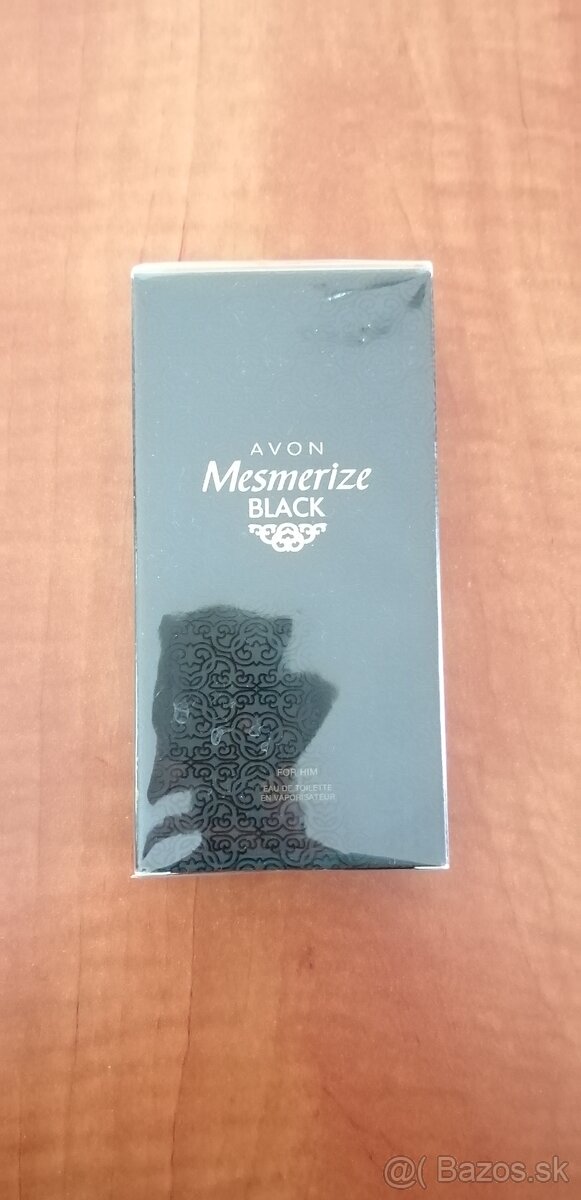 AVON
Mesmerize
BLACK
FOR HIM
EAU DE TOILETTE
EN VAPORISATEUR
@( Bazos.sk